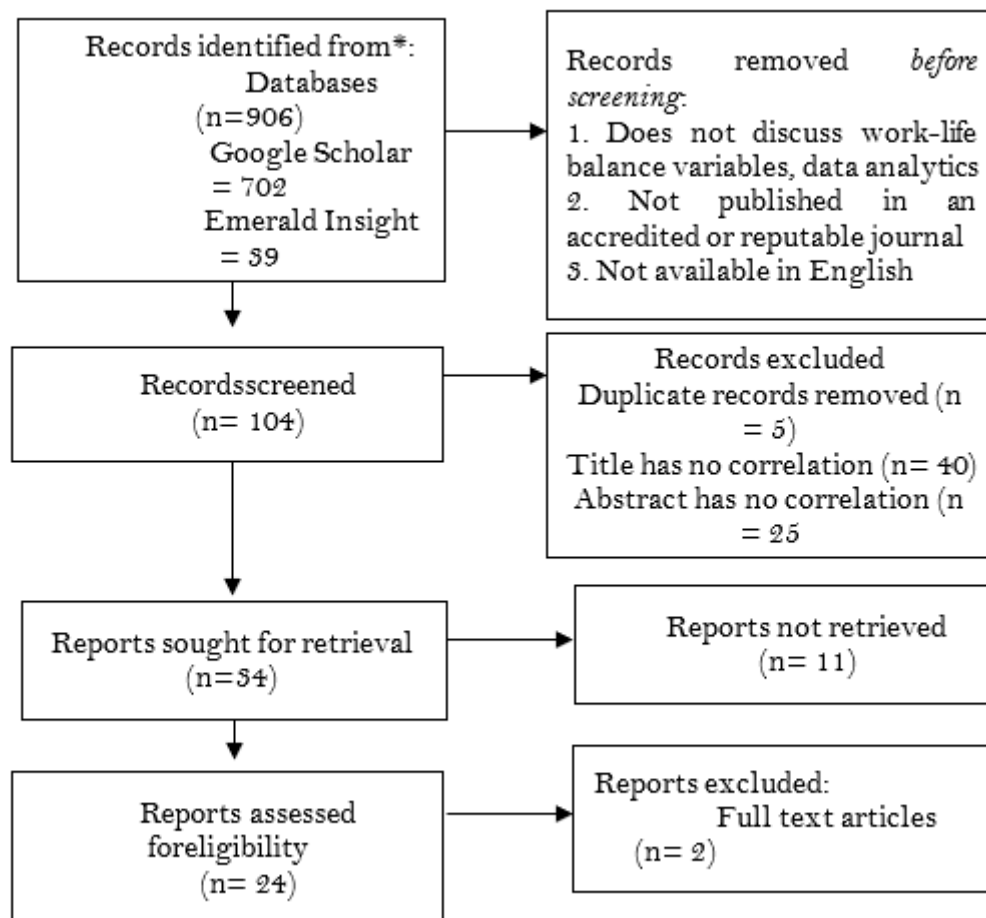 Records identified from*:
Databases
(n=906)
Google Scholar
= 702
Emerald Insight
= 39
Records removed before
screening:
1. Does not discuss work-life
balance variables, data analytics
2. Not published in an
accredited or reputable journal
3. Not available in English
Recordsscreened
(n= 104)
Records excluded
Duplicate records removed (n
= 5)
Title has no correlation (n= 40)
Abstract has no correlation (n
= 25
Reports sought for retrieval
(n=34)
Reports not retrieved
(n= 11)
Reports assessed
foreligibility
(n= 24)
Reports excluded:
Full text articles
(n= 2)